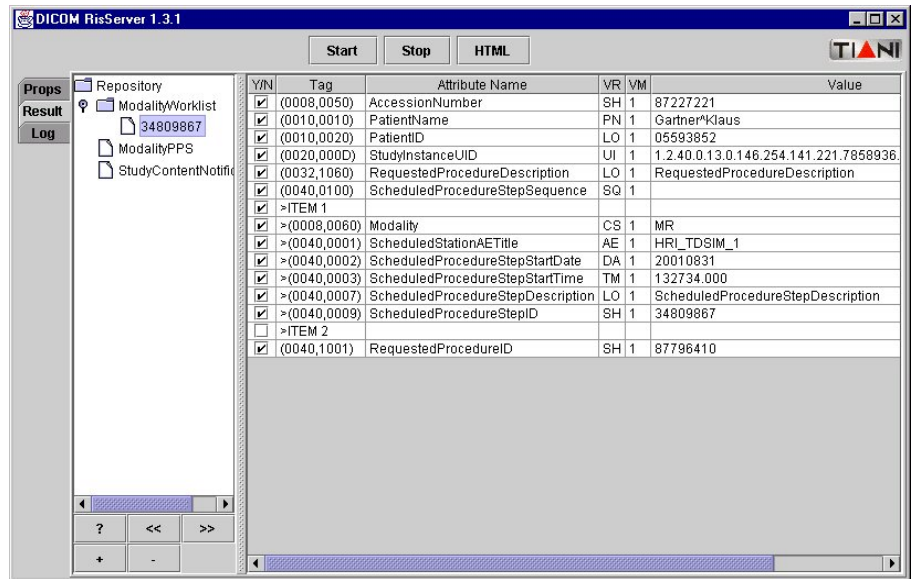 DICOM RisServer 1.3.1
Start Stop HTML
TIANI
Props
Result
Log
Repository
ModalityWorklist
34809867
ModalityPPS
StudyContentNotific
Y/N Tag Attribute Name VR VM Value
(0008,0050) AccessionNumber SH 1 87227221
(0010,0010) PatientName PN 1 Gartner^Klaus
(0010,0020) PatientID LO 1 05593852
(0020,000D) StudyInstanceUID UI 1 1.2.40.0.13.0.146.254.141.221.7858936.
(0032,1060) RequestedProcedureDescription LO 1 RequestedProcedureDescription
(0040,0100) ScheduledProcedureStepSequence SQ 1
>ITEM 1
>(0008,0060) Modality CS 1 MR
>(0040,0001) ScheduledStationAETitle AE 1 HRI_TDSIM_1
>(0040,0002) ScheduledProcedureStepStartDate DA 1 20010831
>(0040,0003) ScheduledProcedureStepStartTime TM 1 132734.000
>(0040,0007) ScheduledProcedureStepDescription LO 1 ScheduledProcedureStepDescription
>(0040,0009) ScheduledProcedureStepID SH 1 34809867
>ITEM 2
(0040,1001) RequestedProcedureID SH 1 87796410
? << >>
+ -